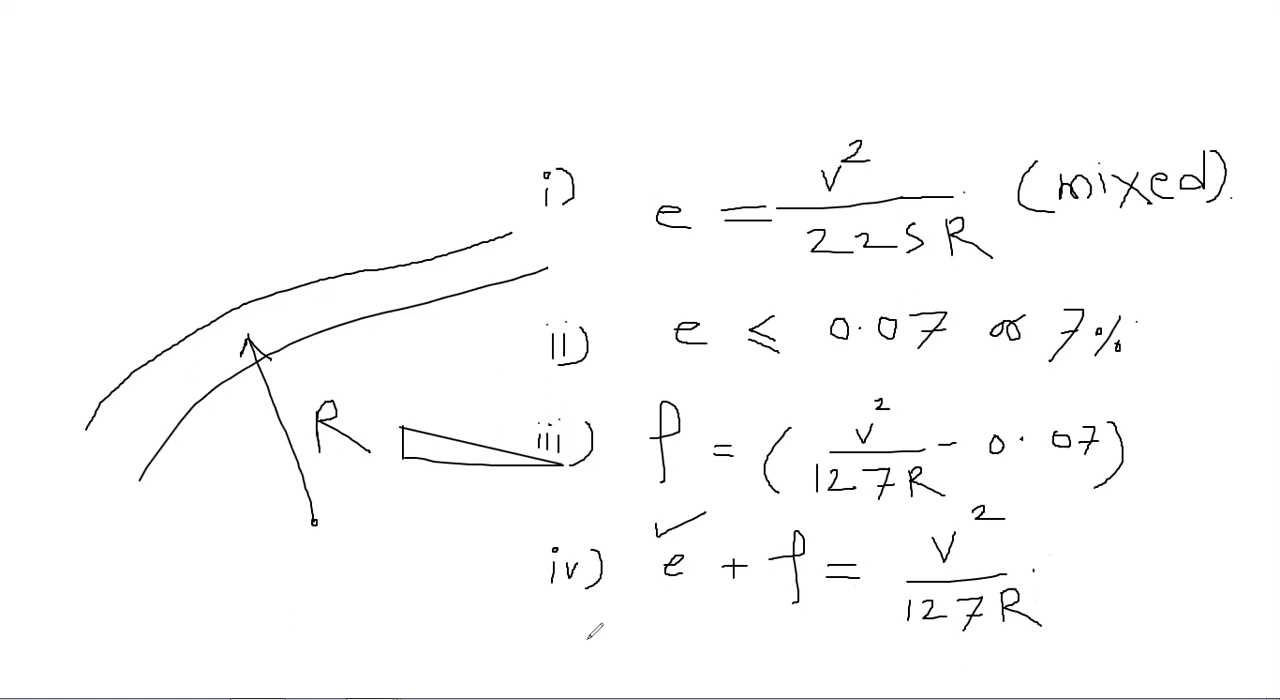 i) e = v²/225R (mixed).
ii) e ≤ 0.07 or 7%
R
iii) f = (v²/127R - 0.07)
iv) e + f = v²/127R